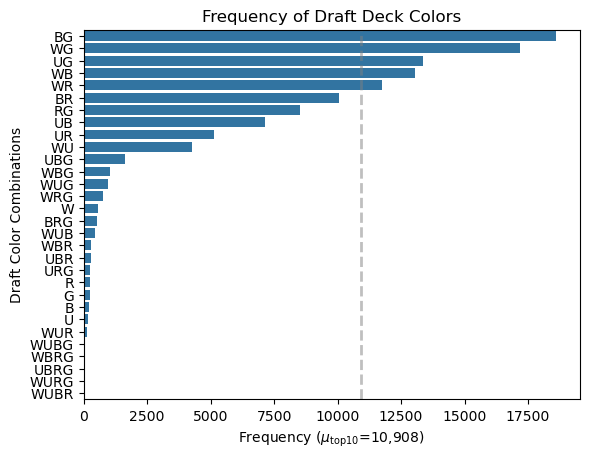 Frequency of Draft Deck Colors
Draft Color Combinations
BG
WG
UG
WB
WR
BR
RG
UB
UR
WU
UBG
WBG
WUG
WRG
W
BRG
WUB
WBR
UBR
URG
R
G
B
U
WUR
WUBG
WBRG
UBRG
WURG
WUBR
0 2500 5000 7500 10000 12500 15000 17500
Frequency (μtop10=10,908)